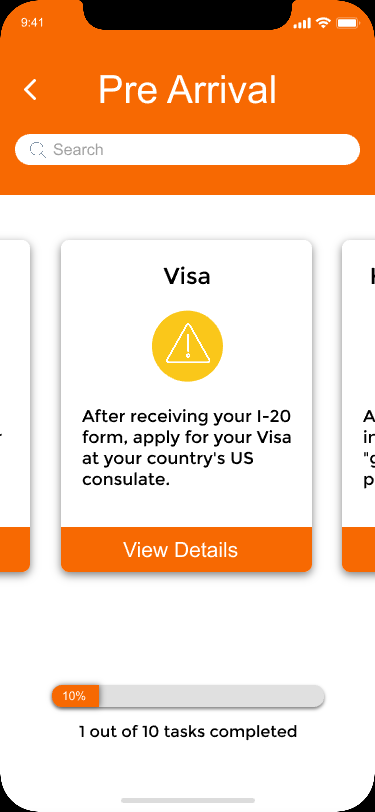 9:41
Pre Arrival
Search
Visa
After receiving your I-20
form, apply for your Visa
at your country's US
consulate.
View Details
10%
1 out of 10 tasks completed